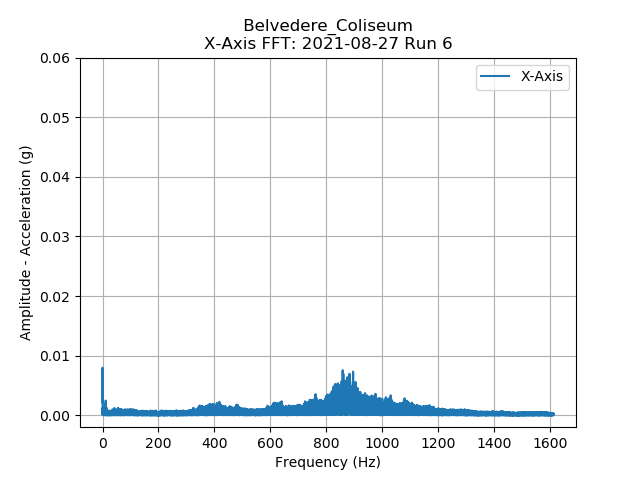 Belvedere_Coliseum
X-Axis FFT: 2021-08-27 Run 6
X-Axis
0.06
0.05
0.04
0.03
0.02
0.01
0.00
Amplitude - Acceleration (g)
0 200 400 600 800 1000 1200 1400 1600
Frequency (Hz)